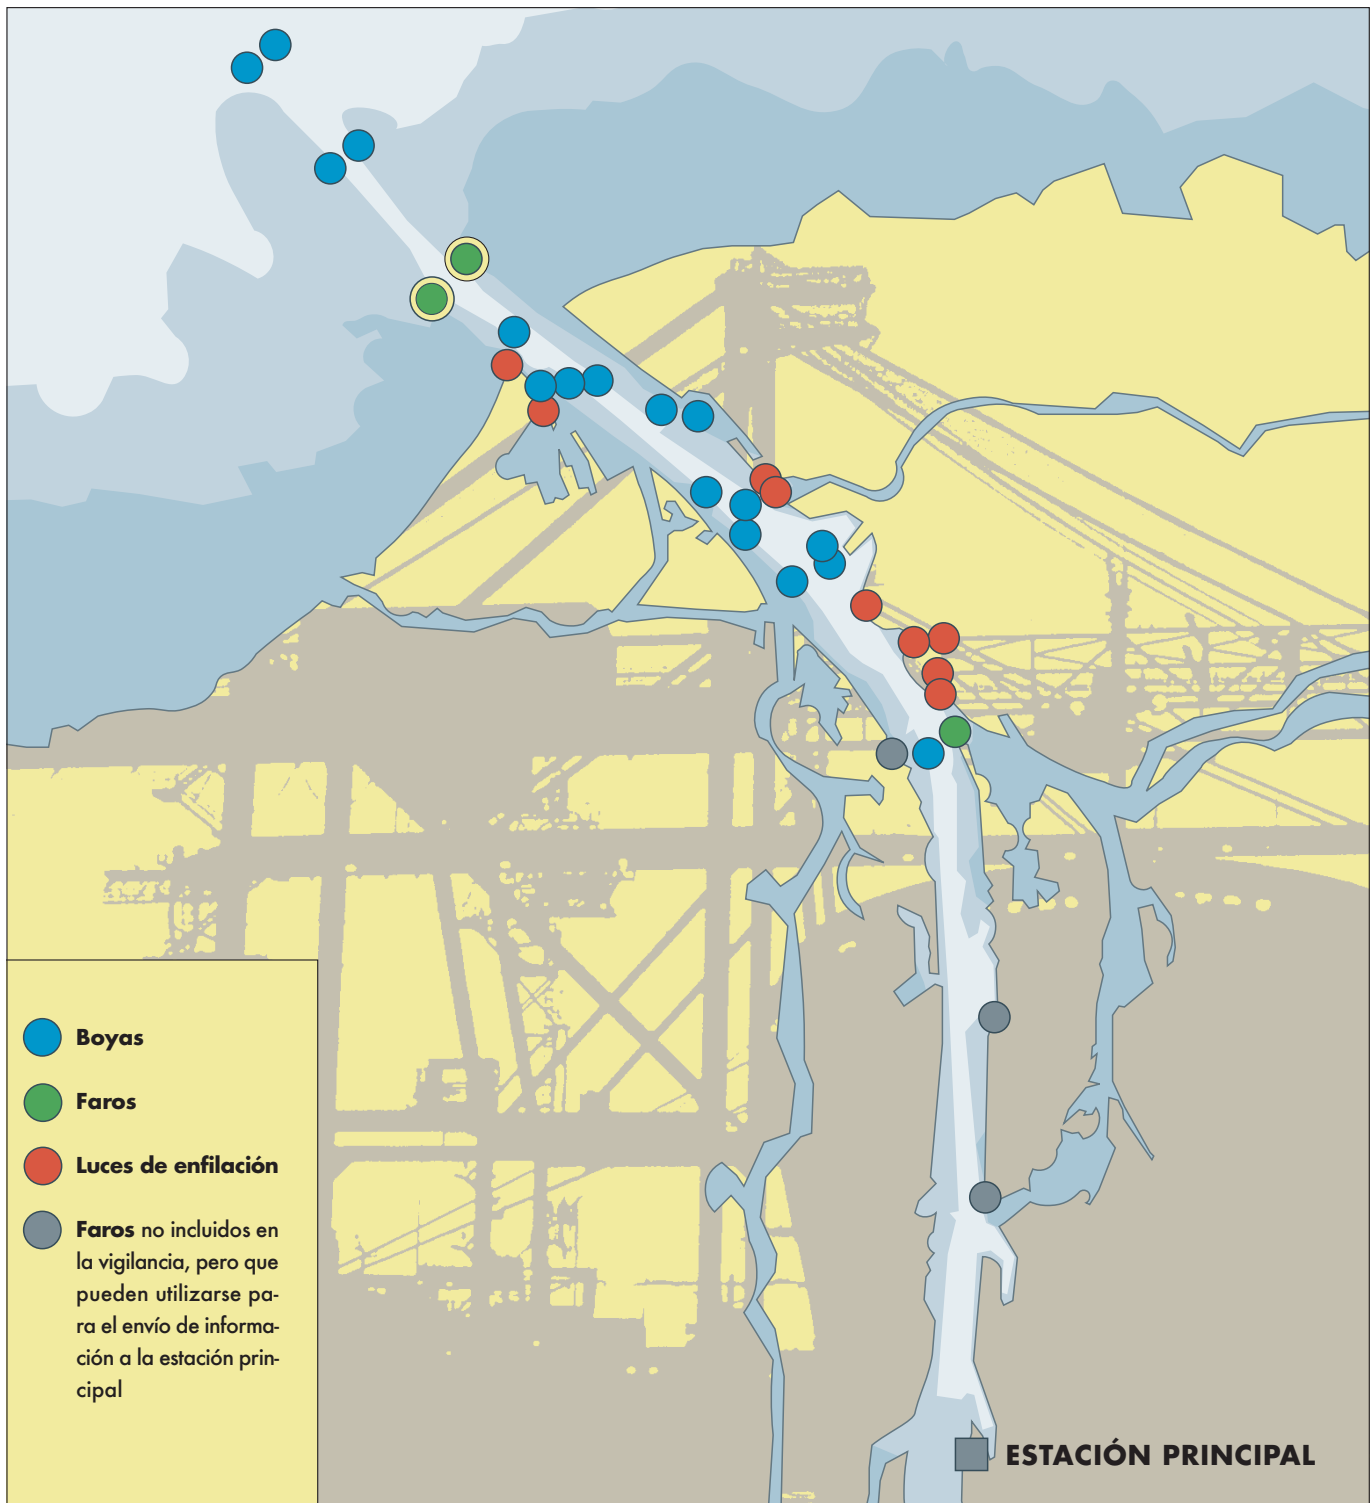 Boyas
Faros
Luces de enfilación
Faros no incluidos en
la vigilancia, pero que
pueden utilizarse pa-
ra el envío de informa-
ción a la estación prin-
cipal
ESTACIÓN PRINCIPAL